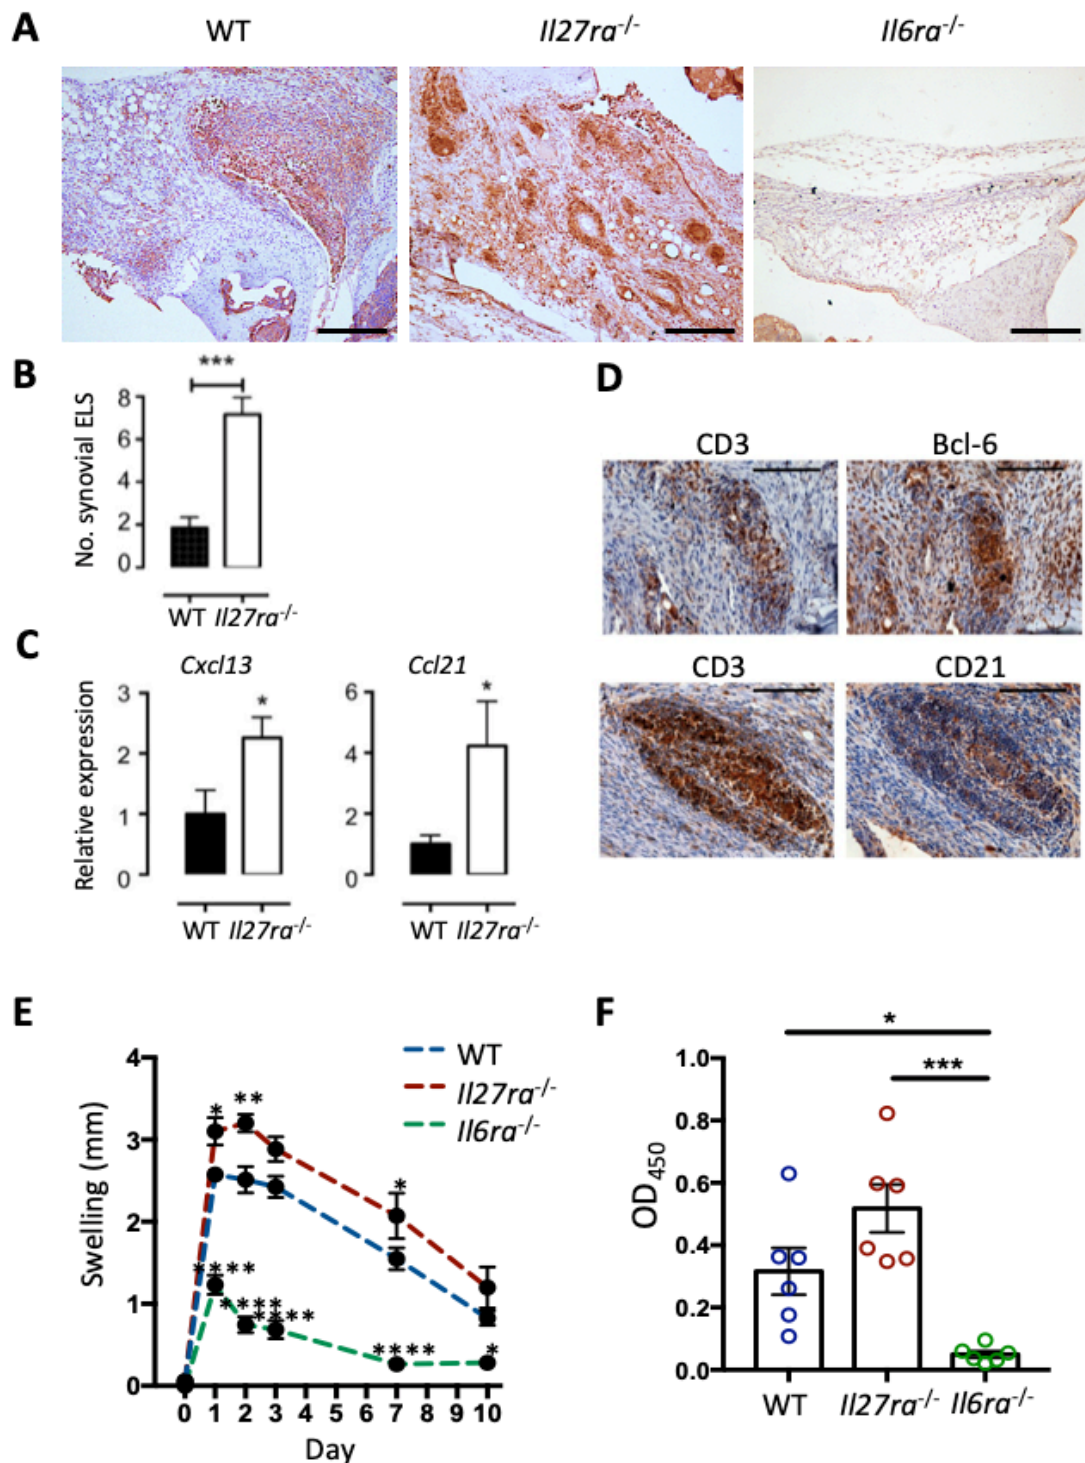 A
WT
Il27ra-/-
Il6ra-/-
B
***
No. synovial ELS
8
6
4
2
0
WT Il27ra-/-
C
Cxcl13
Ccl21
Relative expression
3
2
1
0
*
WT Il27ra-/-
6
4
2
0
*
WT Il27ra-/-
D
CD3
Bcl-6
CD3
CD21
E
WT
Il27ra-/-
Il6ra-/-
Swelling (mm)
4
3
2
1
0
*
**
*
****
****
****
****
*
0 1 2 3 4 5 6 7 8 9 10
Day
F
*
***
OD450
1.0
0.8
0.6
0.4
0.2
0.0
WT Il27ra-/- Il6ra-/-